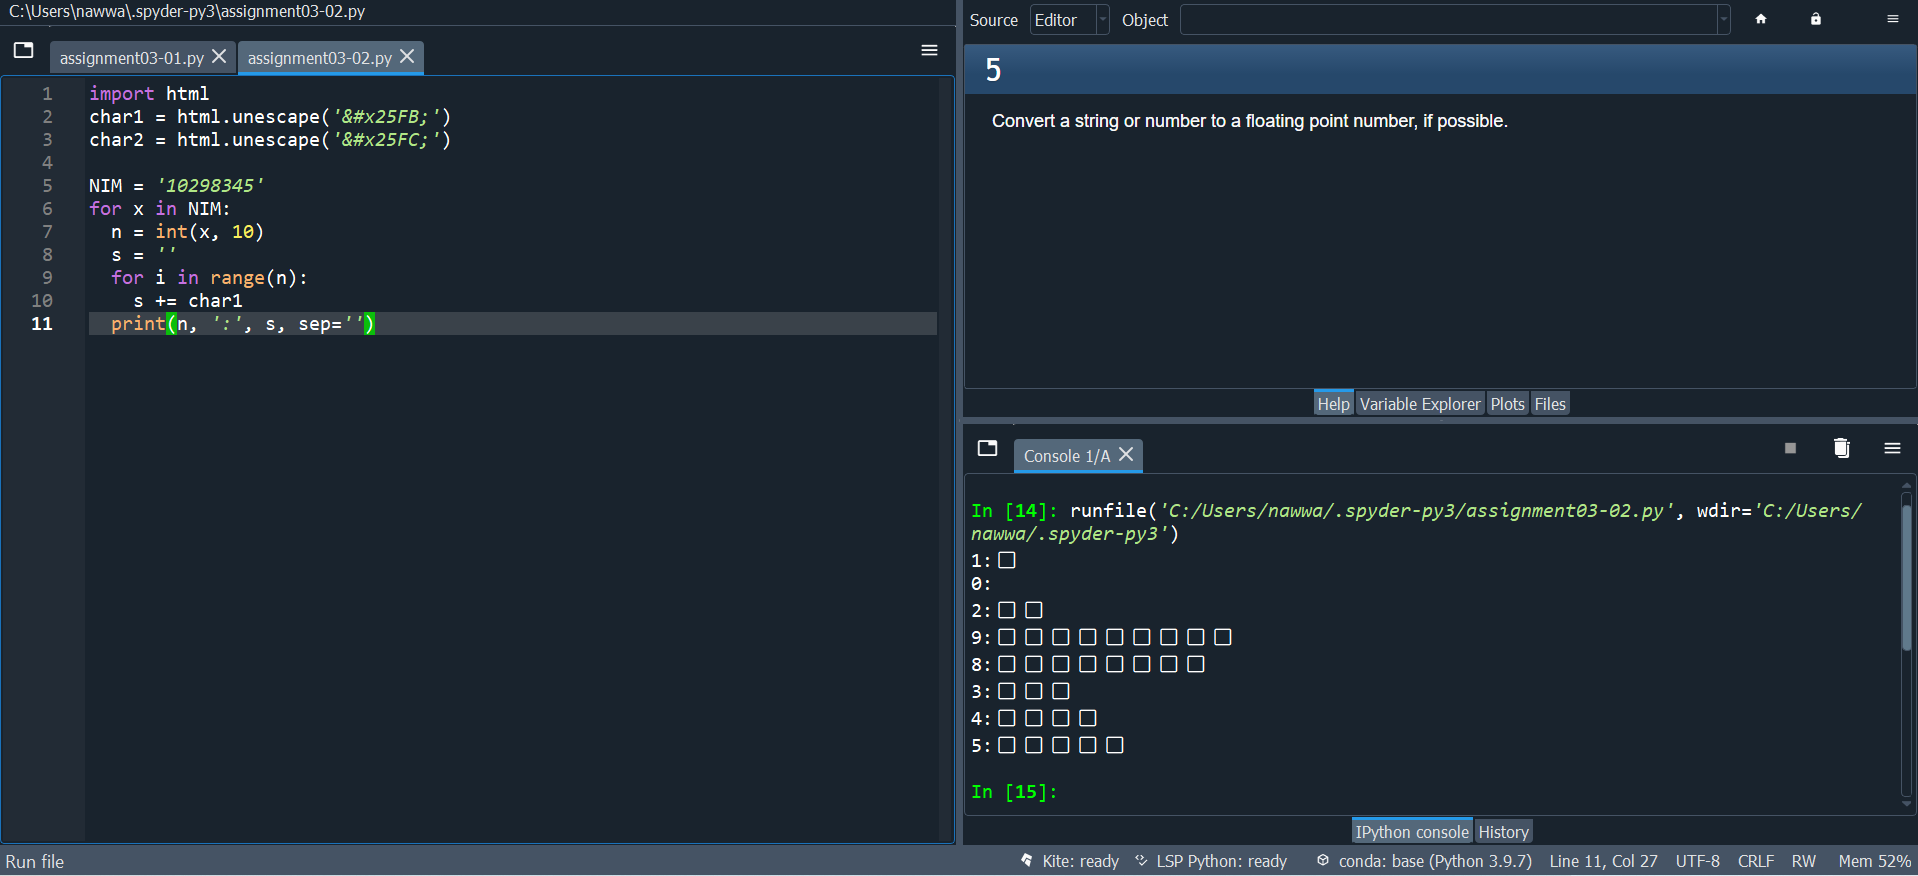 C:\Users\nawwa\.spyder-py3\assignment03-02.py
assignment03-01.py
assignment03-02.py
1 import html
2 char1 = html.unescape('&#x25FB;')
3 char2 = html.unescape('&#x25FC;')
4
5 NIM = '10298345'
6 for x in NIM:
7   n = int(x, 10)
8   s = ''
9   for i in range(n):
10     s += char1
11   print(n, ':', s, sep='')
Source Editor Object
5
Convert a string or number to a floating point number, if possible.
Help Variable Explorer Plots Files
Console 1/A
In [14]: runfile('C:/Users/nawwa/.spyder-py3/assignment03-02.py', wdir='C:/Users/
nawwa/.spyder-py3')
1:◻
0:
2:◻◻
9:◻◻◻◻◻◻◻◻◻
8:◻◻◻◻◻◻◻◻
3:◻◻◻
4:◻◻◻◻
5:◻◻◻◻◻
In [15]:
IPython console History
Run file Kite: ready LSP Python: ready conda: base (Python 3.9.7) Line 11, Col 27 UTF-8 CRLF RW Mem 52%